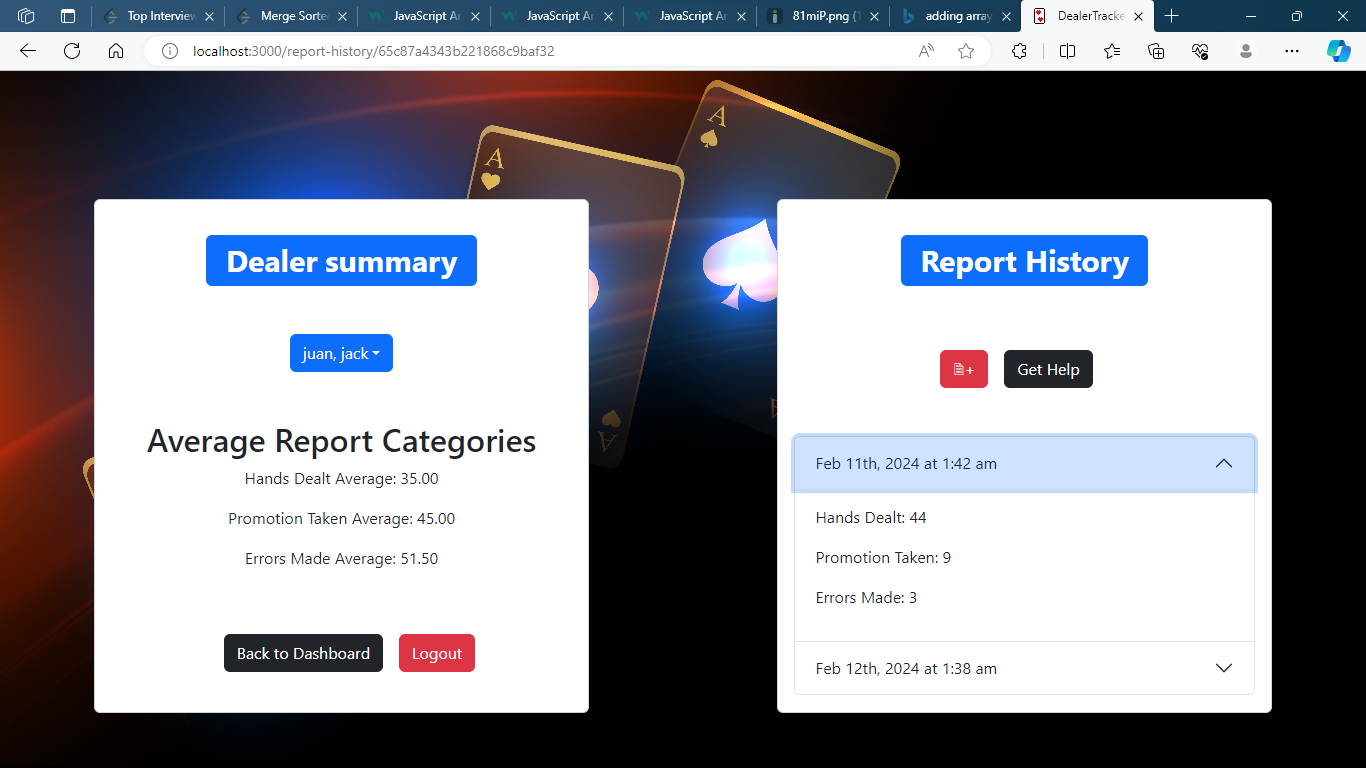 Top Interview
Merge Sorte
JavaScript Ar
JavaScript Ar
JavaScript Ar
81miP.png (1
adding array
DealerTracke
localhost:3000/report-history/65c87a4343b221868c9baf32
A
A
Dealer summary
juan, jack
Average Report Categories
Hands Dealt Average: 35.00
Promotion Taken Average: 45.00
Errors Made Average: 51.50
Back to Dashboard
Logout
A
Report History
+
Get Help
Feb 11th, 2024 at 1:42 am
Hands Dealt: 44
Promotion Taken: 9
Errors Made: 3
Feb 12th, 2024 at 1:38 am